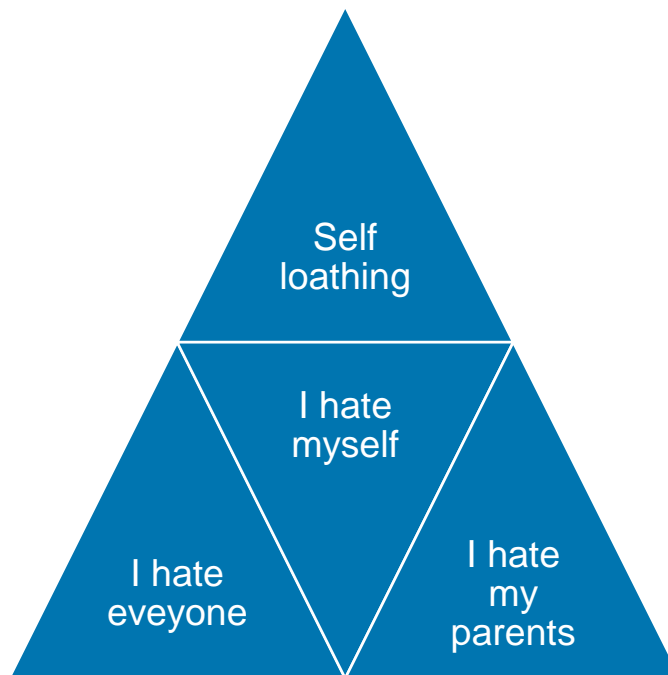 Self
loathing
I hate
myself
I hate
eveyone
I hate
my
parents